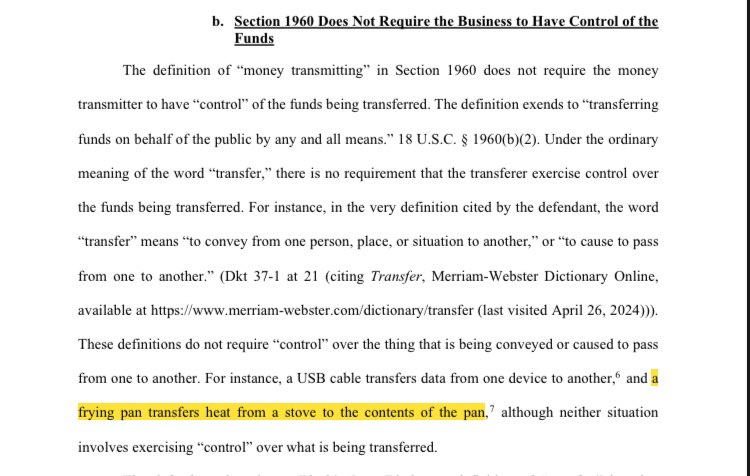 b. Section 1960 Does Not Require the Business to Have Control of the
Funds
The definition of “money transmitting” in Section 1960 does not require the money
transmitter to have “control” of the funds being transferred. The definition exends to “transferring
funds on behalf of the public by any and all means.” 18 U.S.C. § 1960(b)(2). Under the ordinary
meaning of the word “transfer,” there is no requirement that the transferer exercise control over
the funds being transferred. For instance, in the very definition cited by the defendant, the word
“transfer” means “to convey from one person, place, or situation to another,” or “to cause to pass
from one to another.” (Dkt 37-1 at 21 (citing Transfer, Merriam-Webster Dictionary Online,
available at https://www.merriam-webster.com/dictionary/transfer (last visited April 26, 2024))).
These definitions do not require “control” over the thing that is being conveyed or caused to pass
from one to another. For instance, a USB cable transfers data from one device to another,⁶ and a
frying pan transfers heat from a stove to the contents of the pan,⁷ although neither situation
involves exercising “control” over what is being transferred.